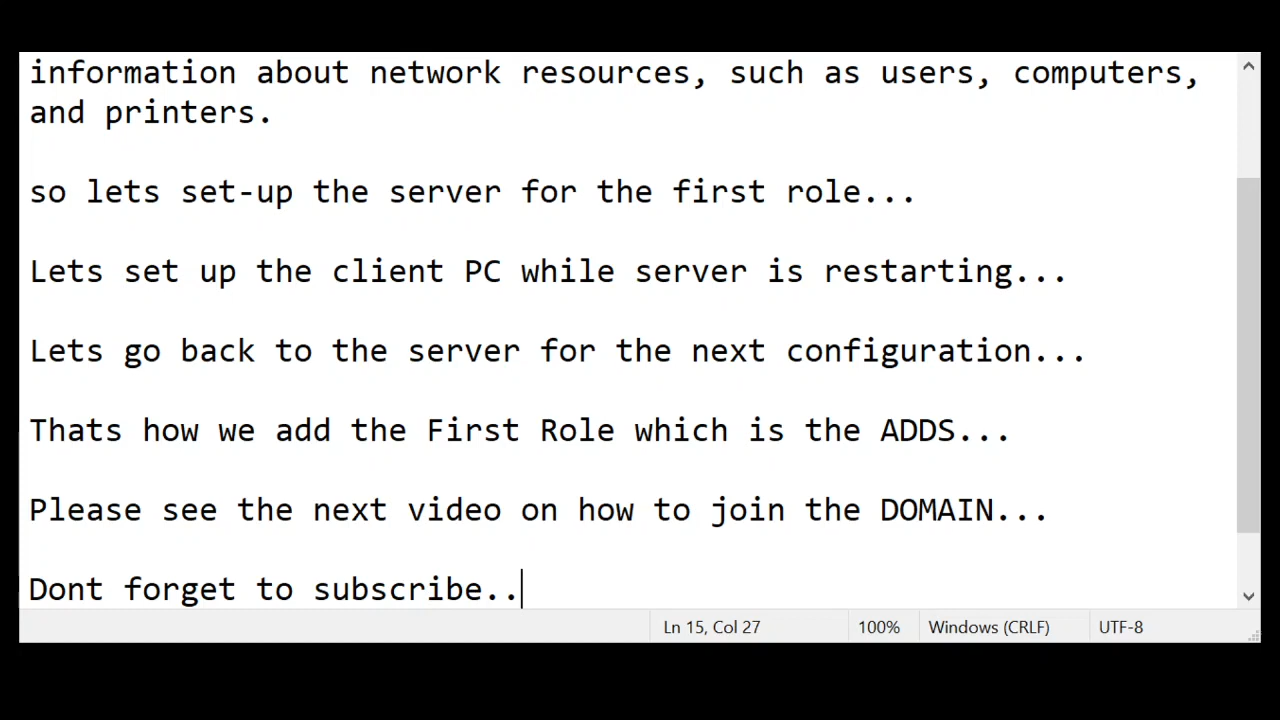 information about network resources, such as users, computers,
and printers.
so lets set-up the server for the first role...
Lets set up the client PC while server is restarting...
Lets go back to the server for the next configuration...
Thats how we add the First Role which is the ADDS...
Please see the next video on how to join the DOMAIN...
Dont forget to subscribe..
Ln 15, Col 27
100%
Windows (CRLF)
UTF-8